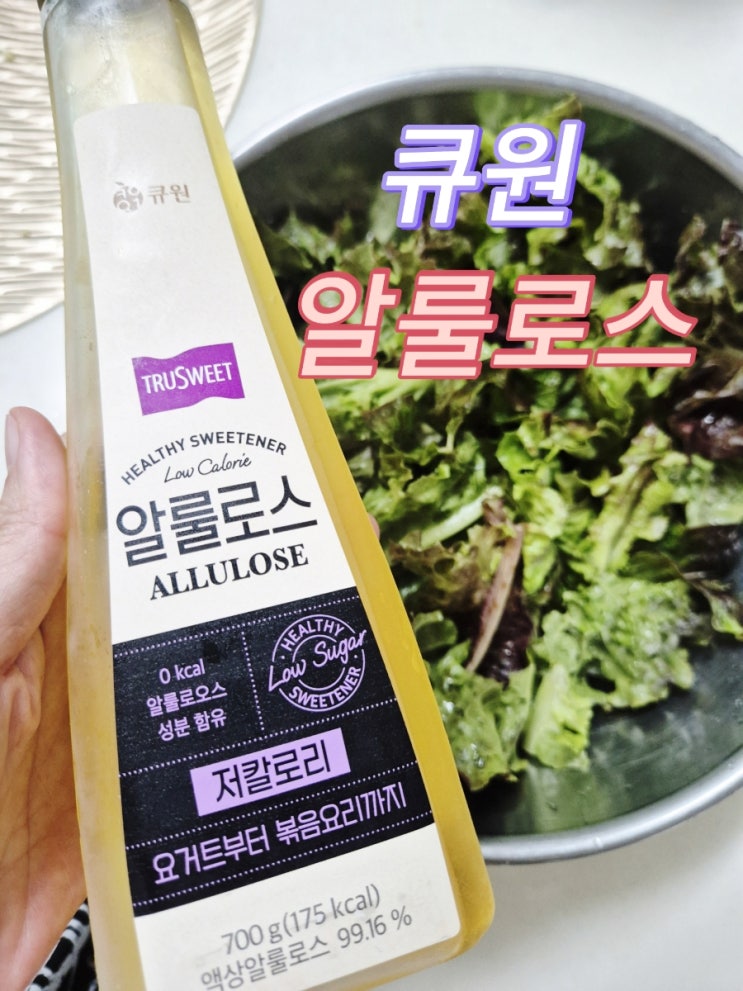 큐원
알룰로스
큐원
TRUSWEET
HEALTHY SWEETENER
Low Calorie
알룰로스
ALLULOSE
0 kcal
알룰로오스
성분 함유
HEALTHY
Low Sugar
SWEETENER
저칼로리
요거트부터 볶음요리까지
700 g(175 kcal)
액상알룰로스 99.16 %